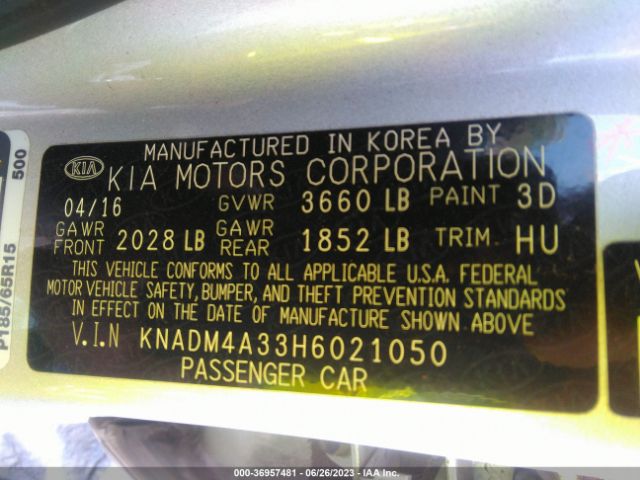 MANUFACTURED IN KOREA BY
KIA KIA MOTORS CORPORATION
04/16 GVWR 3660 LB PAINT 3D
GAWR FRONT 2028 LB GAWR REAR 1852 LB TRIM. HU
THIS VEHICLE CONFORMS TO ALL APPLICABLE U.S.A. FEDERAL
MOTOR VEHICLE SAFETY, BUMPER, AND THEFT PREVENTION STANDARDS
IN EFFECT ON THE DATE OF MANUFACTURE SHOWN ABOVE
V.I.N KNADM4A33H6021050
PASSENGER CAR
P185/65R15
500
000-36957481 - 06/26/2023 - IAA Inc.